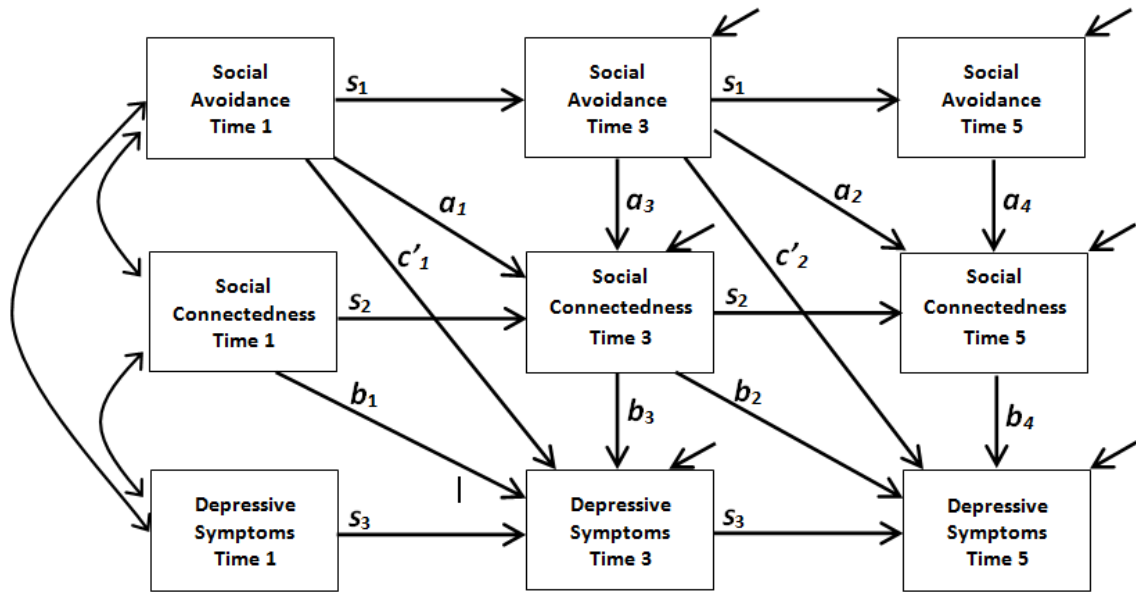 Social
Avoidance
Time 1
s1
Social
Avoidance
Time 3
s1
Social
Avoidance
Time 5
a1
a3
a2
a4
c'1
c'2
Social
Connectedness
Time 1
s2
Social
Connectedness
Time 3
s2
Social
Connectedness
Time 5
b1
b3
b2
b4
Depressive
Symptoms
Time 1
s3
Depressive
Symptoms
Time 3
s3
Depressive
Symptoms
Time 5